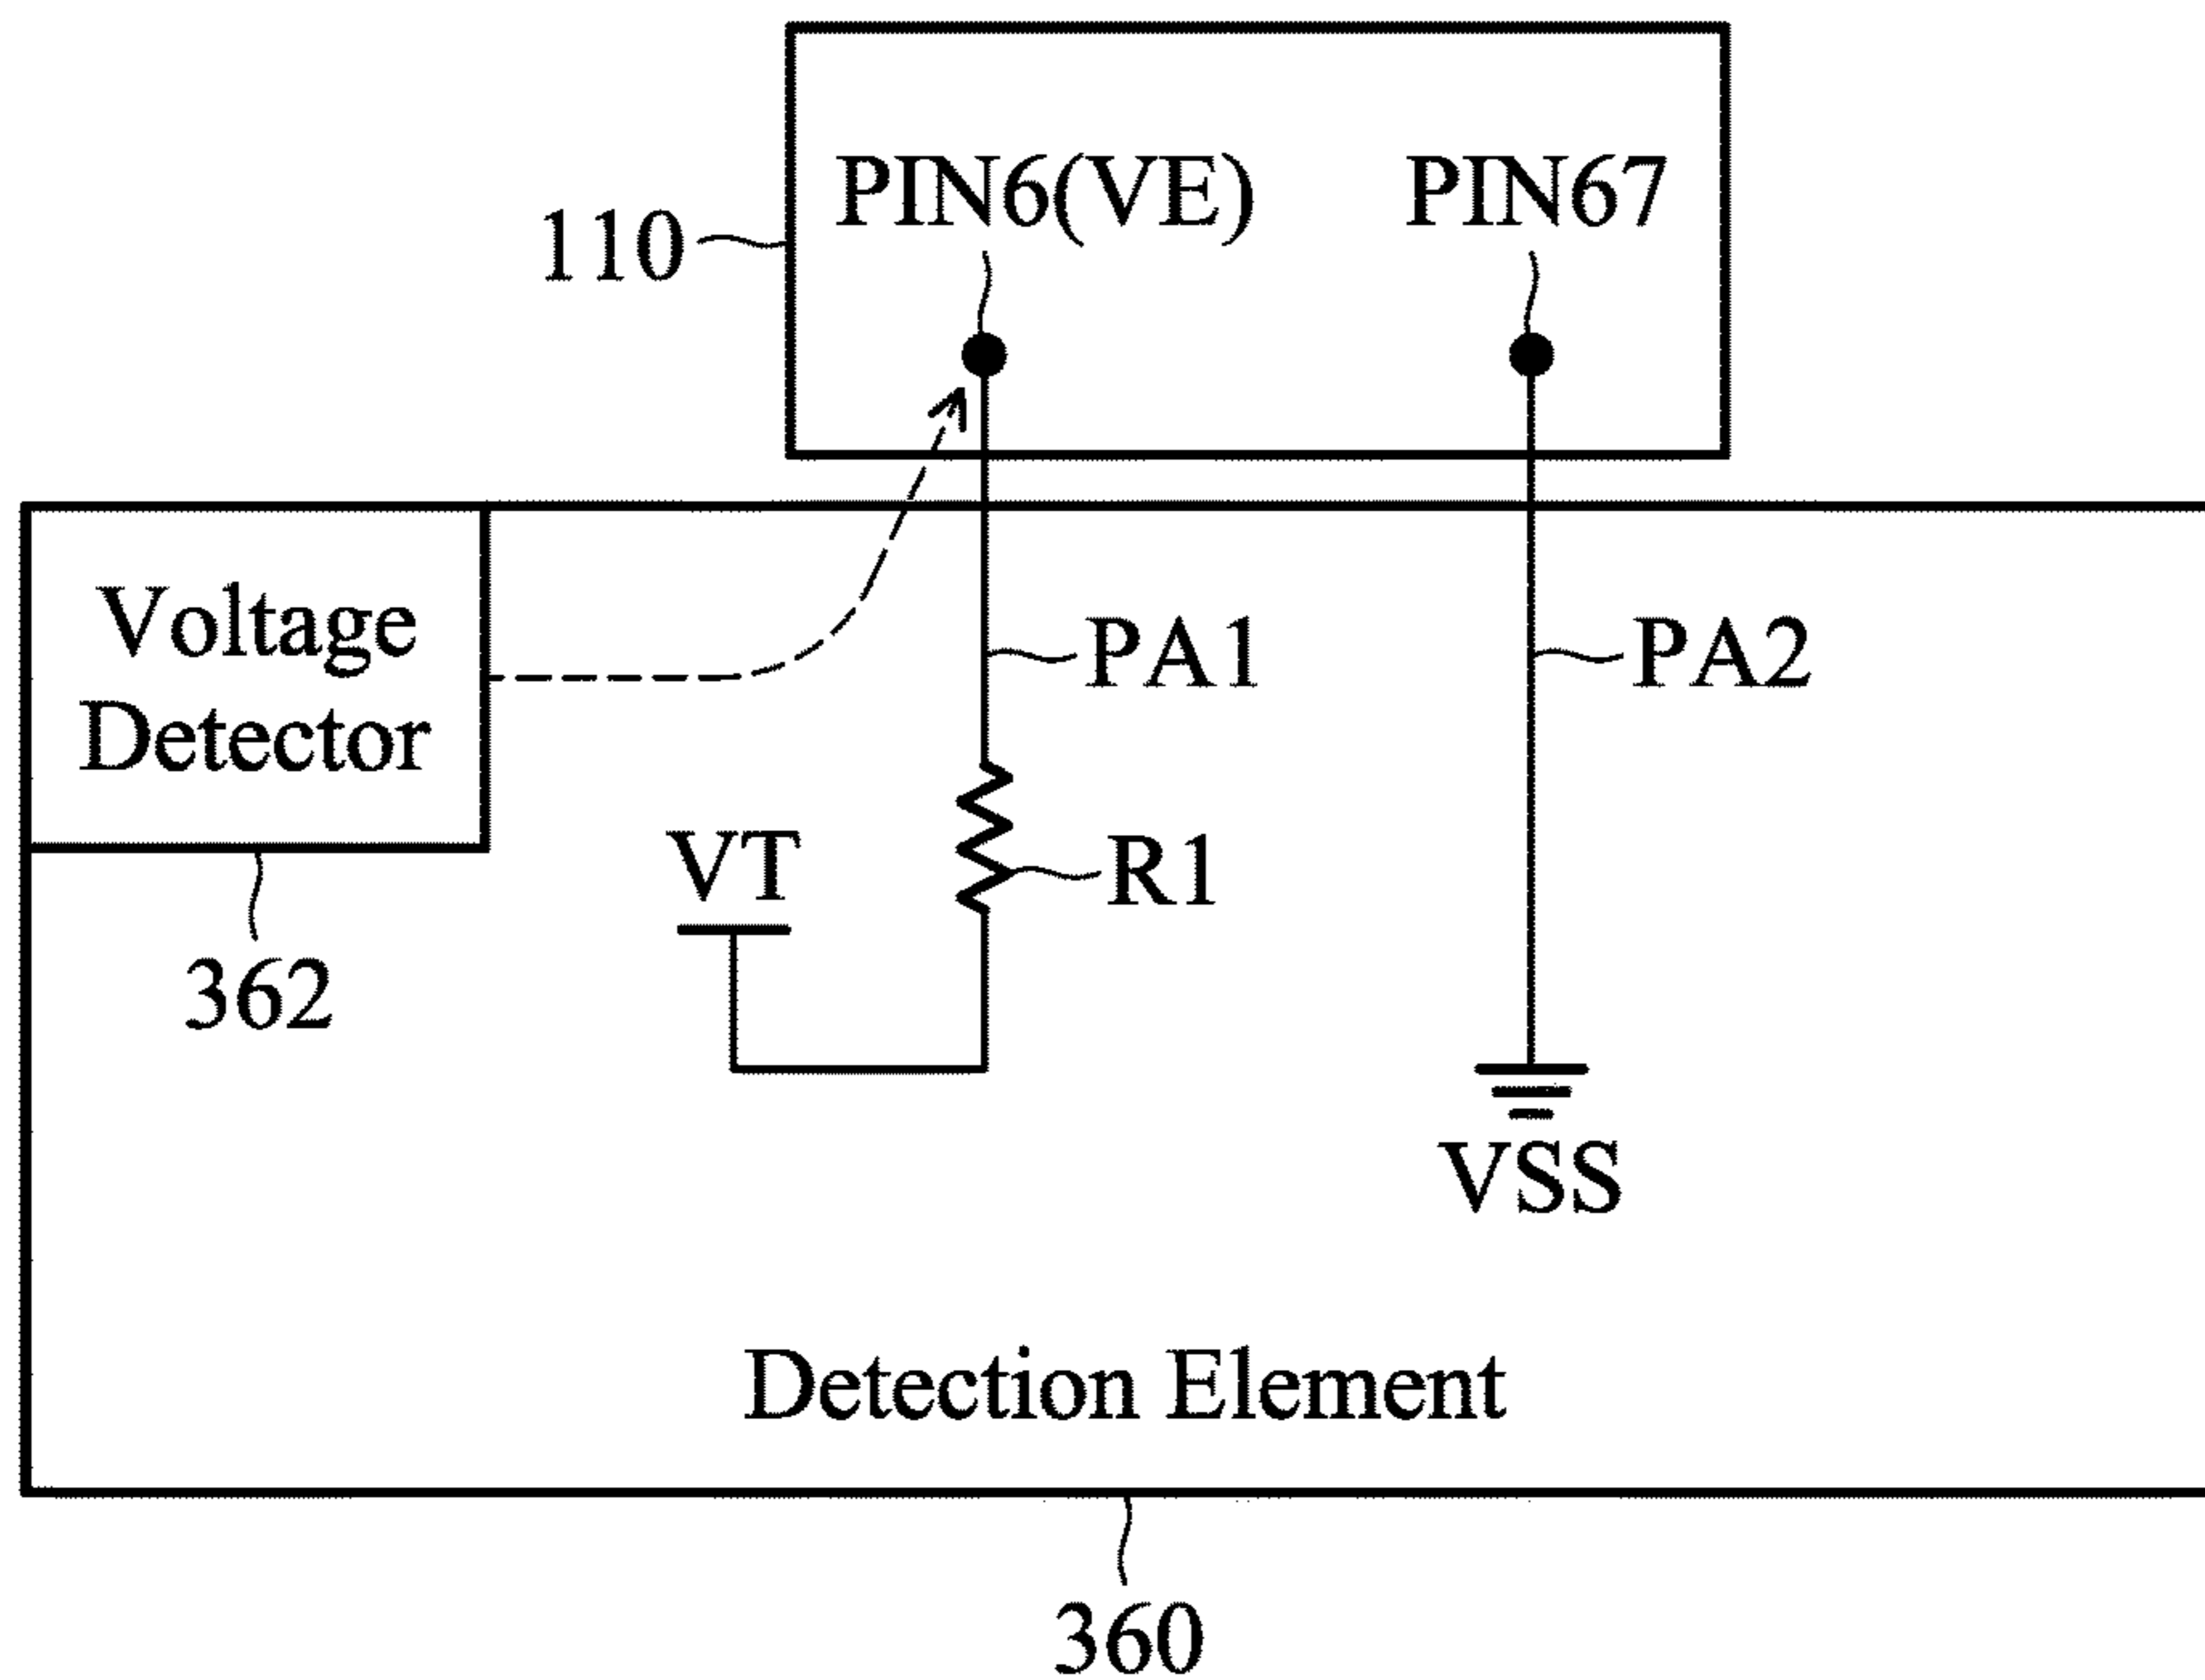 PIN6(VE) PIN67
110
Voltage
Detector
PA1
PA2
VT
R1
362
VSS
Detection Element
360